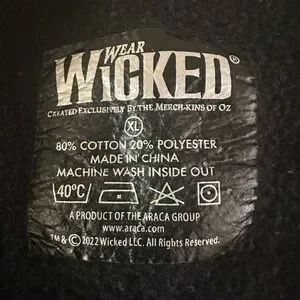 WEAR
WICKED®
CREATED EXCLUSIVELY BY THE MERCH-KINS OF OZ
XL
80% COTTON 20% POLYESTER
MADE IN CHINA
MACHINE WASH INSIDE OUT
40°C
A PRODUCT OF THE ARACA GROUP
www.araca.com
TM & © 2022 Wicked LLC. All Rights Reserved.